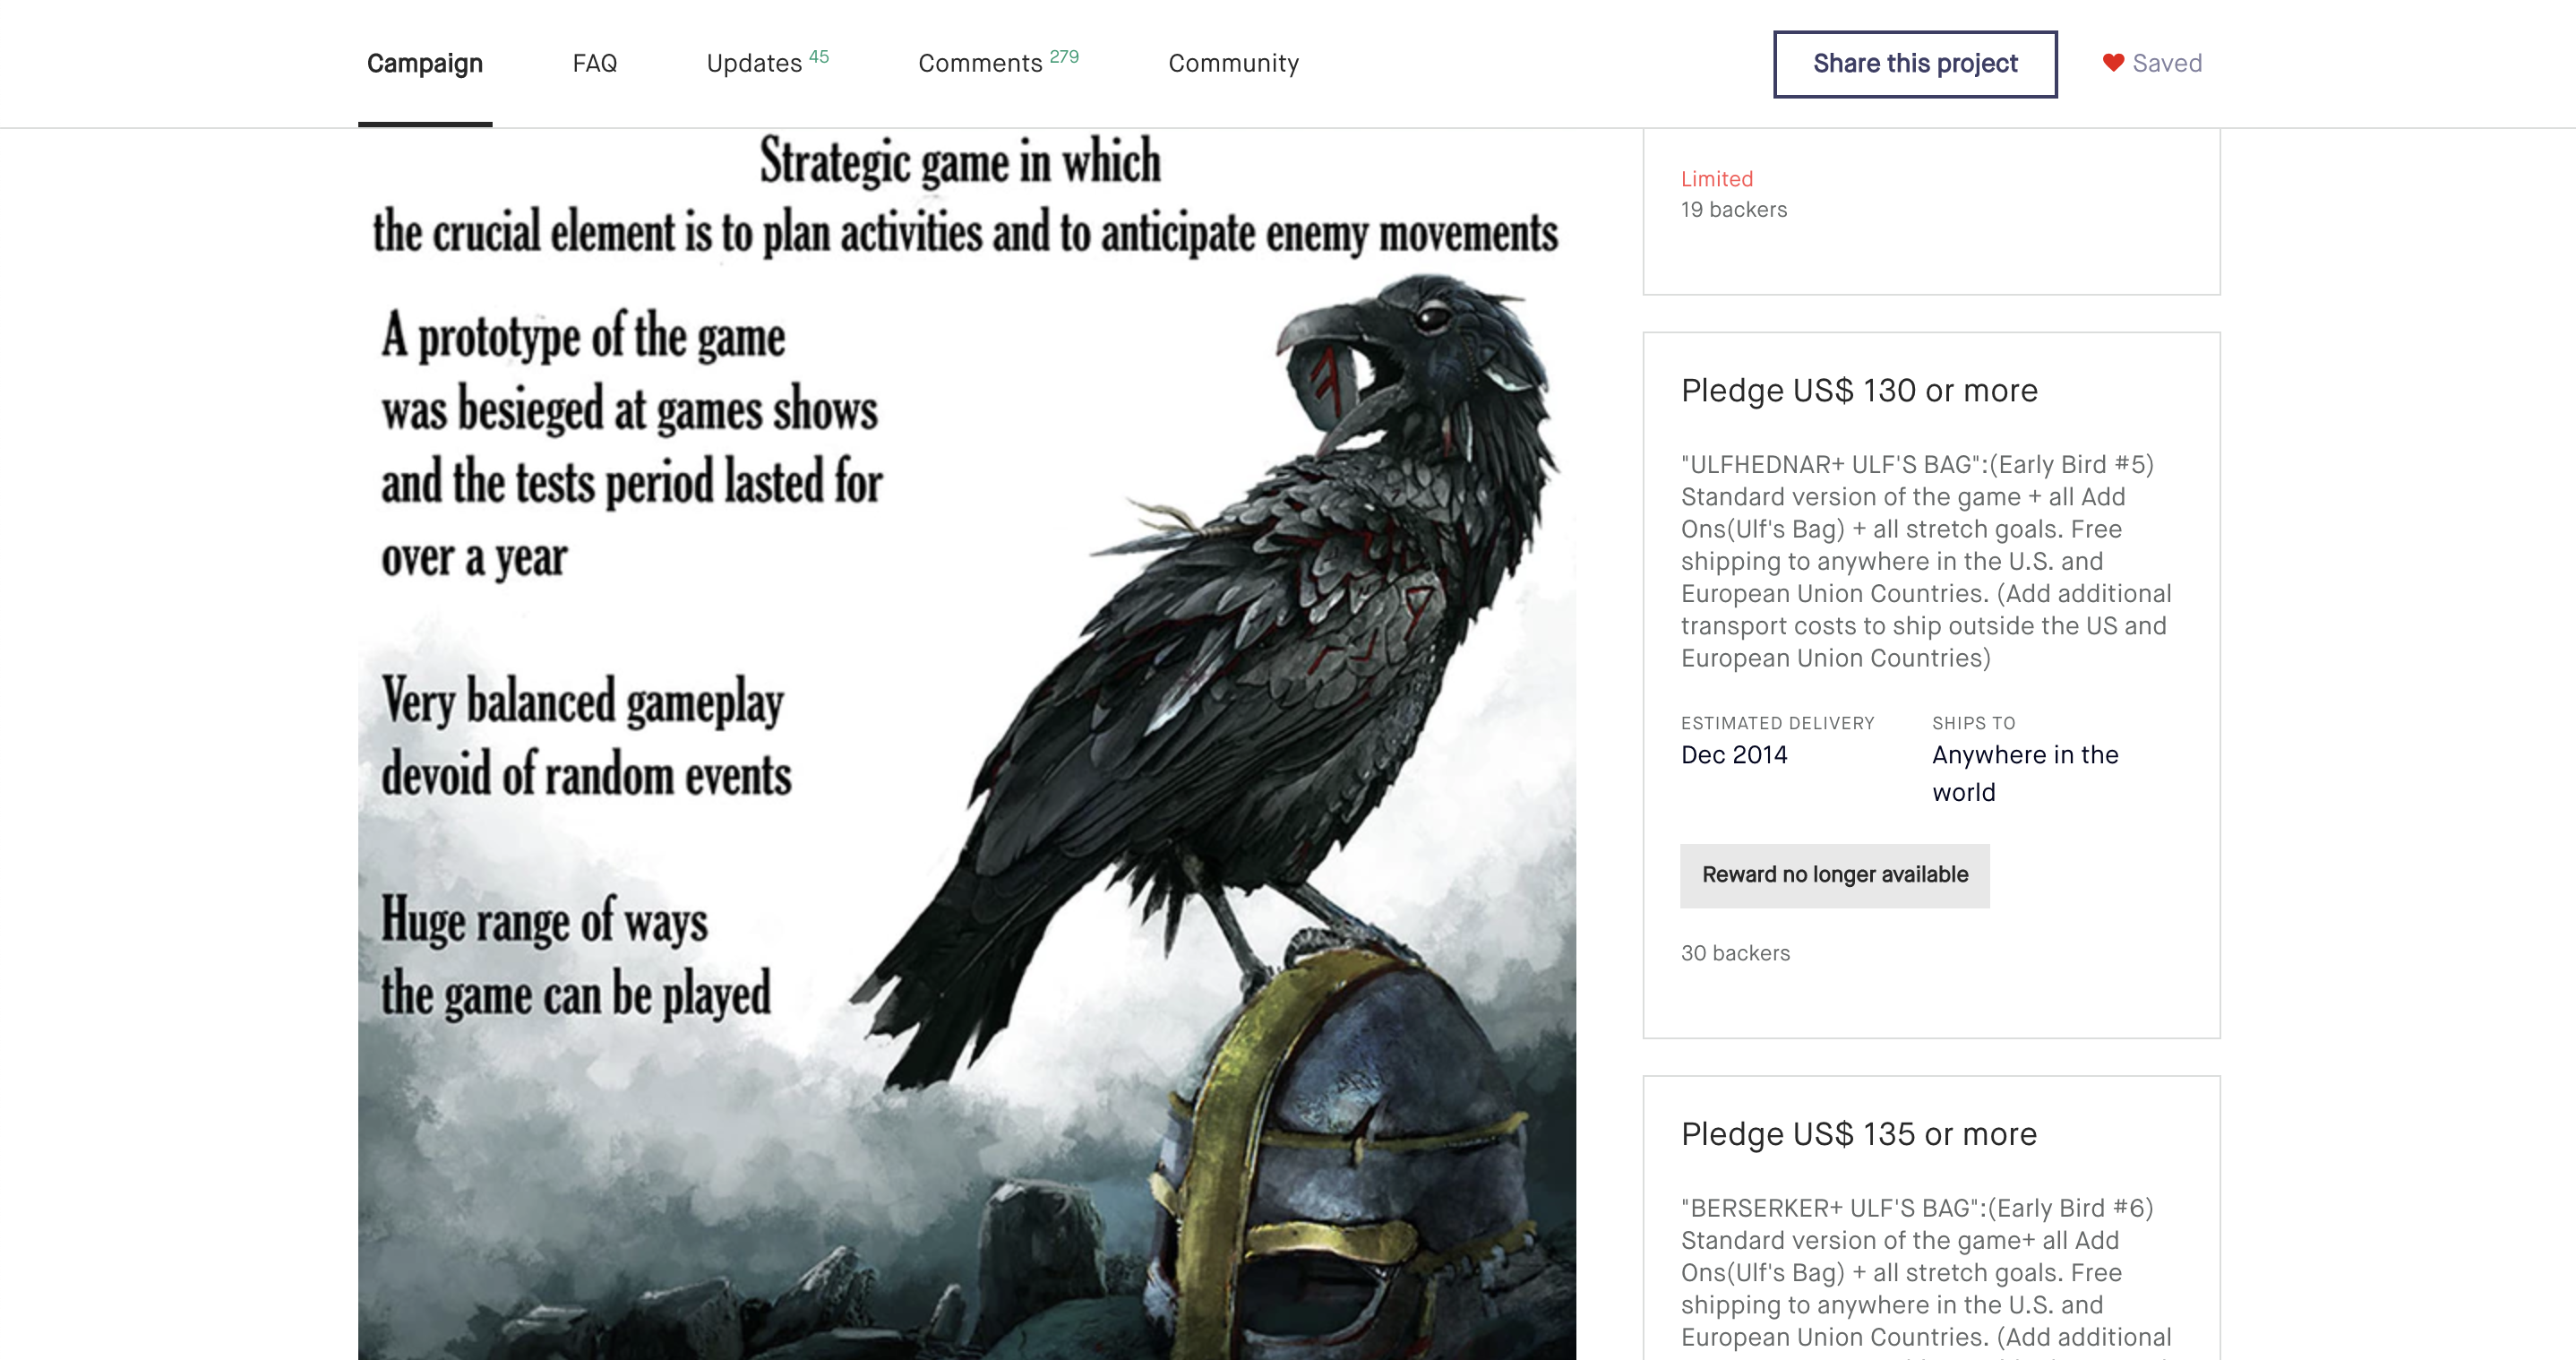 Campaign
FAQ
Updates 45
Comments 279
Community
Share this project
Saved
Strategic game in which
the crucial element is to plan activities and to anticipate enemy movements
A prototype of the game
was besieged at games shows
and the tests period lasted for
over a year
Very balanced gameplay
devoid of random events
Huge range of ways
the game can be played
Limited
19 backers
Pledge US$ 130 or more
"ULFHEDNAR+ ULF'S BAG":(Early Bird #5)
Standard version of the game + all Add
Ons(Ulf's Bag) + all stretch goals. Free
shipping to anywhere in the U.S. and
European Union Countries. (Add additional
transport costs to ship outside the US and
European Union Countries)
ESTIMATED DELIVERY
Dec 2014
SHIPS TO
Anywhere in the
world
Reward no longer available
30 backers
Pledge US$ 135 or more
"BERSERKER+ ULF'S BAG":(Early Bird #6)
Standard version of the game+ all Add
Ons(Ulf's Bag) + all stretch goals. Free
shipping to anywhere in the U.S. and
European Union Countries. (Add additional